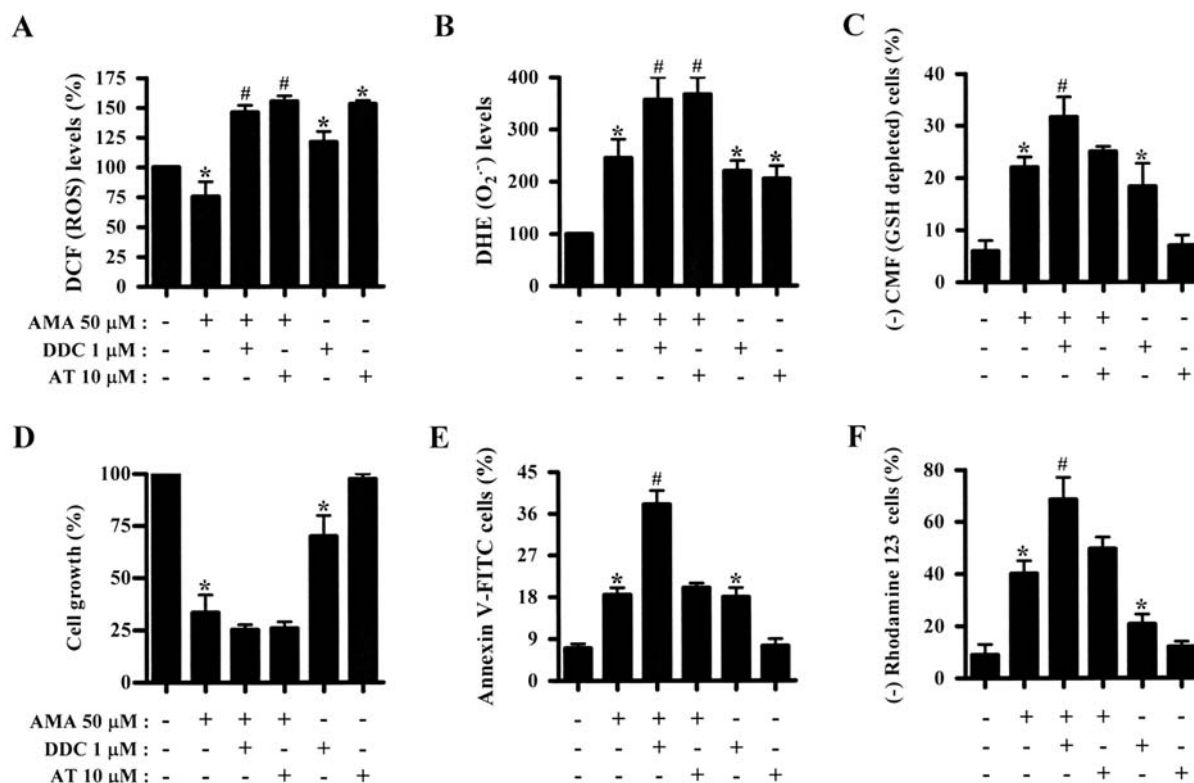 A
DCF (ROS) levels (%)
175
150
125
100
75
50
25
0
* # # * *
AMA 50 μM : - + + + - -
DDC 1 μM : - - + - + -
AT 10 μM : - - - + - +
B
DHE (O2·-) levels
400
300
200
100
0
* # # * *
- + + + - -
- - + - + -
- - - + - +
C
(-) CMF (GSH depleted) cells (%)
40
30
20
10
0
* # *
- + + + - -
- - + - + -
- - - + - +
D
Cell growth (%)
100
75
50
25
0
* *
AMA 50 μM : - + + + - -
DDC 1 μM : - - + - + -
AT 10 μM : - - - + - +
E
Annexin V-FITC cells (%)
45
36
27
18
9
0
* # *
- + + + - -
- - + - + -
- - - + - +
F
(-) Rhodamine 123 cells (%)
80
60
40
20
0
* # *
- + + + - -
- - + - + -
- - - + - +